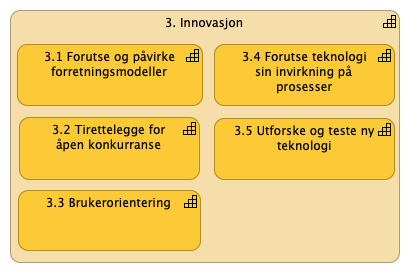 3. Innovasjon
3.1 Forutse og påvirke
forretningsmodeller
3.2 Tirettelegge for
åpen konkurranse
3.3 Brukerorientering
3.4 Forutse teknologi
sin invirkning på
prosesser
3.5 Utforske og teste ny
teknologi